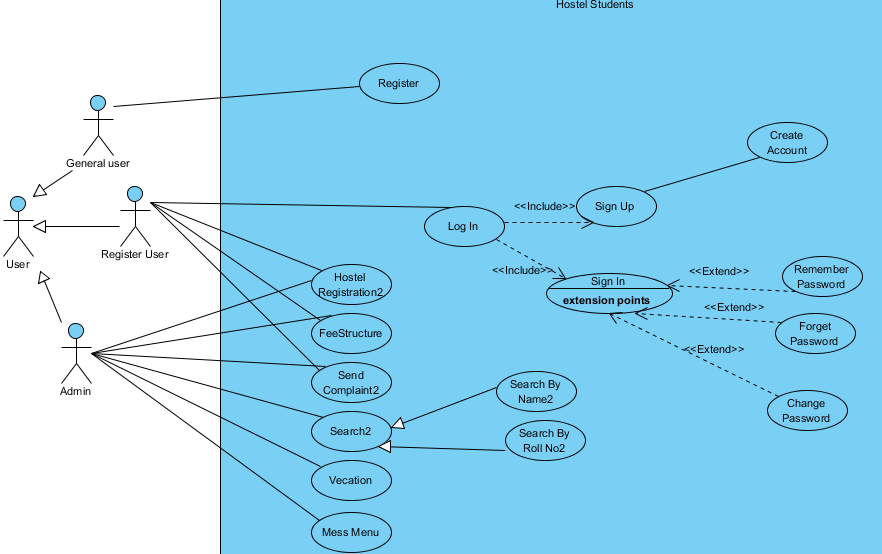 Hostel Students
Register
General user
Create
Account
Register User
User
Log In
<<Include>>
Sign Up
<<Include>>
Sign In
extension points
<<Extend>>
Remember
Password
<<Extend>>
Forget
Password
<<Extend>>
Change
Password
Hostel
Registration2
FeeStructure
Admin
Send
Complaint2
Search By
Name2
Search2
Search By
Roll No2
Vecation
Mess Menu